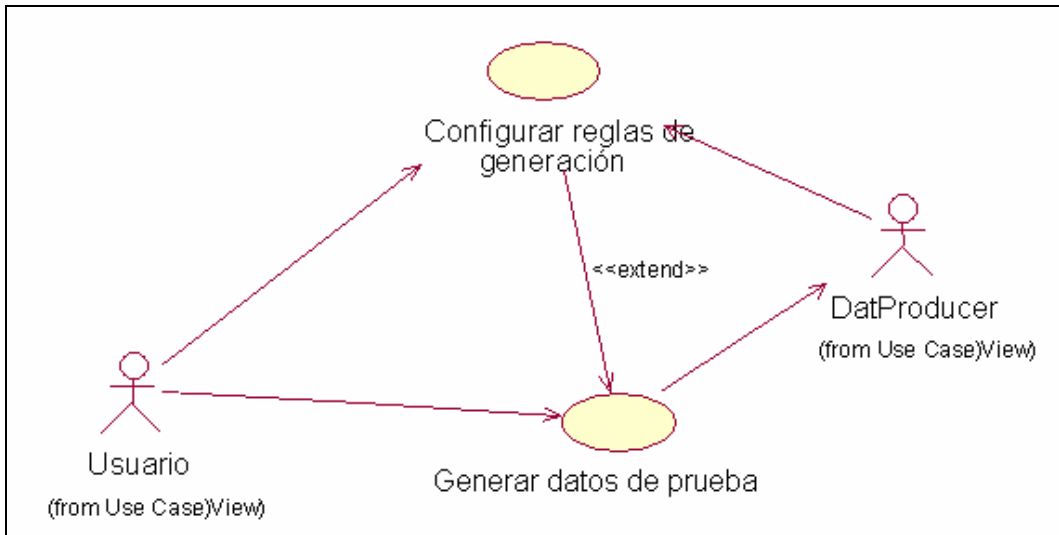 Configurar reglas de
generación
<<extend>>
DatProducer
(from Use Case)View)
Usuario
(from Use Case)View)
Generar datos de prueba